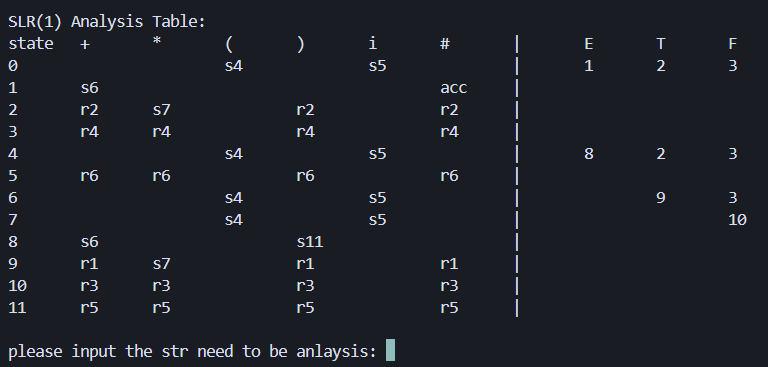 SLR(1) Analysis Table:
state + * ( ) i # | E T F
0 s4 s5 | 1 2 3
1 s6 acc |
2 r2 s7 r2 r2 |
3 r4 r4 r4 r4 |
4 s4 s5 | 8 2 3
5 r6 r6 r6 r6 |
6 s4 s5 | 9 3
7 s4 s5 | 10
8 s6 s11 |
9 r1 s7 r1 r1 |
10 r3 r3 r3 r3 |
11 r5 r5 r5 r5 |
please input the str need to be anlaysis: